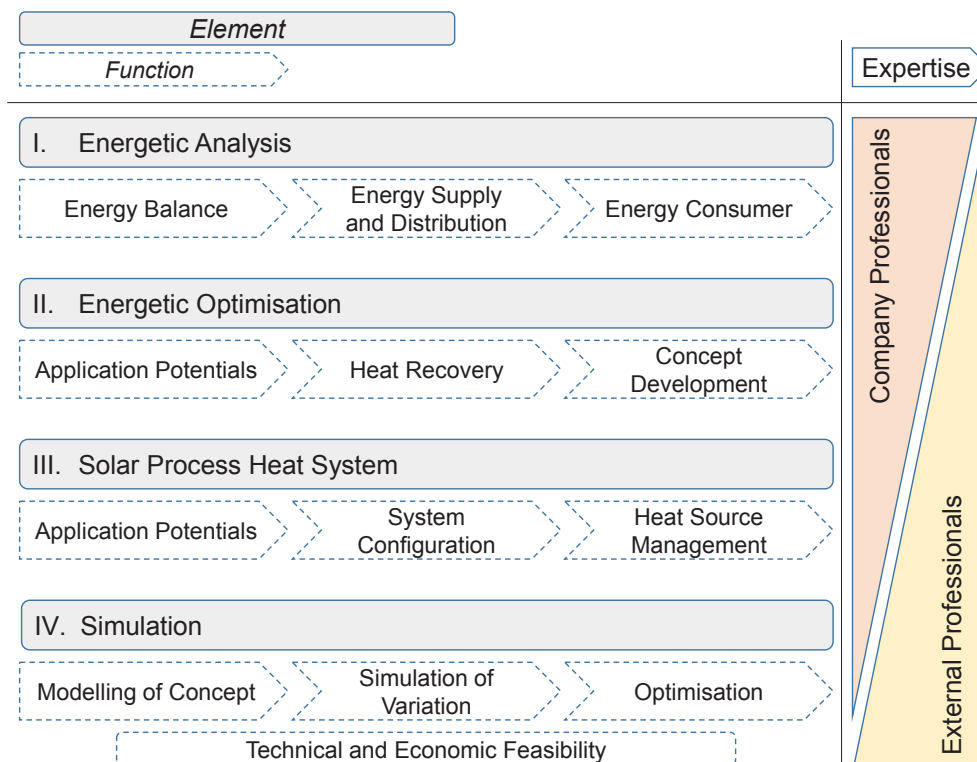 Element
Function
Expertise
I. Energetic Analysis
Energy Balance
Energy Supply
and Distribution
Energy Consumer
II. Energetic Optimisation
Application Potentials
Heat Recovery
Concept
Development
III. Solar Process Heat System
Application Potentials
System
Configuration
Heat Source
Management
IV. Simulation
Modelling of Concept
Simulation of
Variation
Optimisation
Technical and Economic Feasibility
Company Professionals
External Professionals